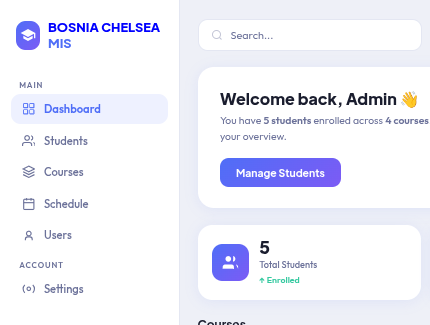 BOSNIA CHELSEA
MIS
MAIN
Dashboard
Students
Courses
Schedule
Users
ACCOUNT
Settings
Search...
Welcome back, Admin 👋
You have 5 students enrolled across 4 courses
your overview.
Manage Students
5
Total Students
↑ Enrolled
Courses